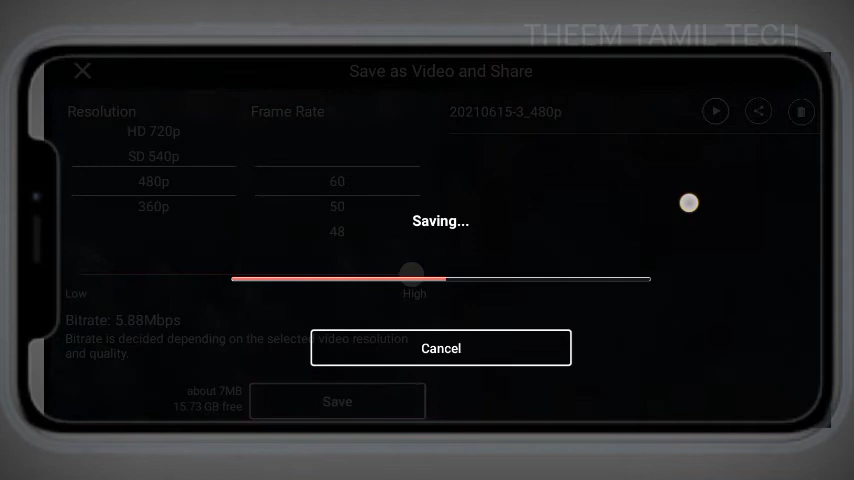 THEEM TAMIL TECH
Save as Video and Share
Resolution
Frame Rate
20210615-3_480p
HD 720p
SD 540p
480p
60
360p
50
48
Saving...
Low
High
Bitrate: 5.88Mbps
Bitrate is decided depending on the selected video resolution
and quality.
Cancel
about 7MB
15.73 GB free
Save